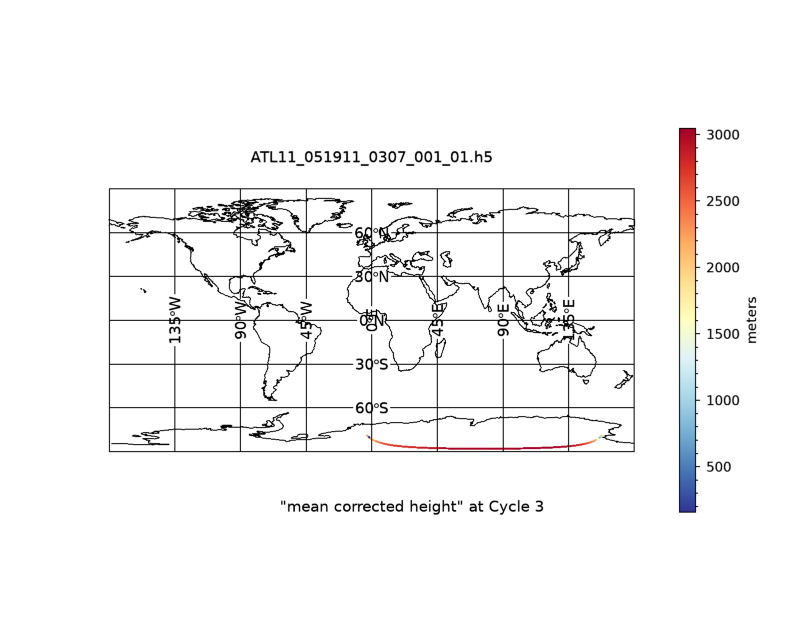 ATL11_051911_0307_001_01.h5
3000
2500
2000
1500
1000
500
meters
60°N
30°N
0°N
30°S
60°S
135°W
90°W
45°W
0°E
45°E
90°E
135°E
"mean corrected height" at Cycle 3